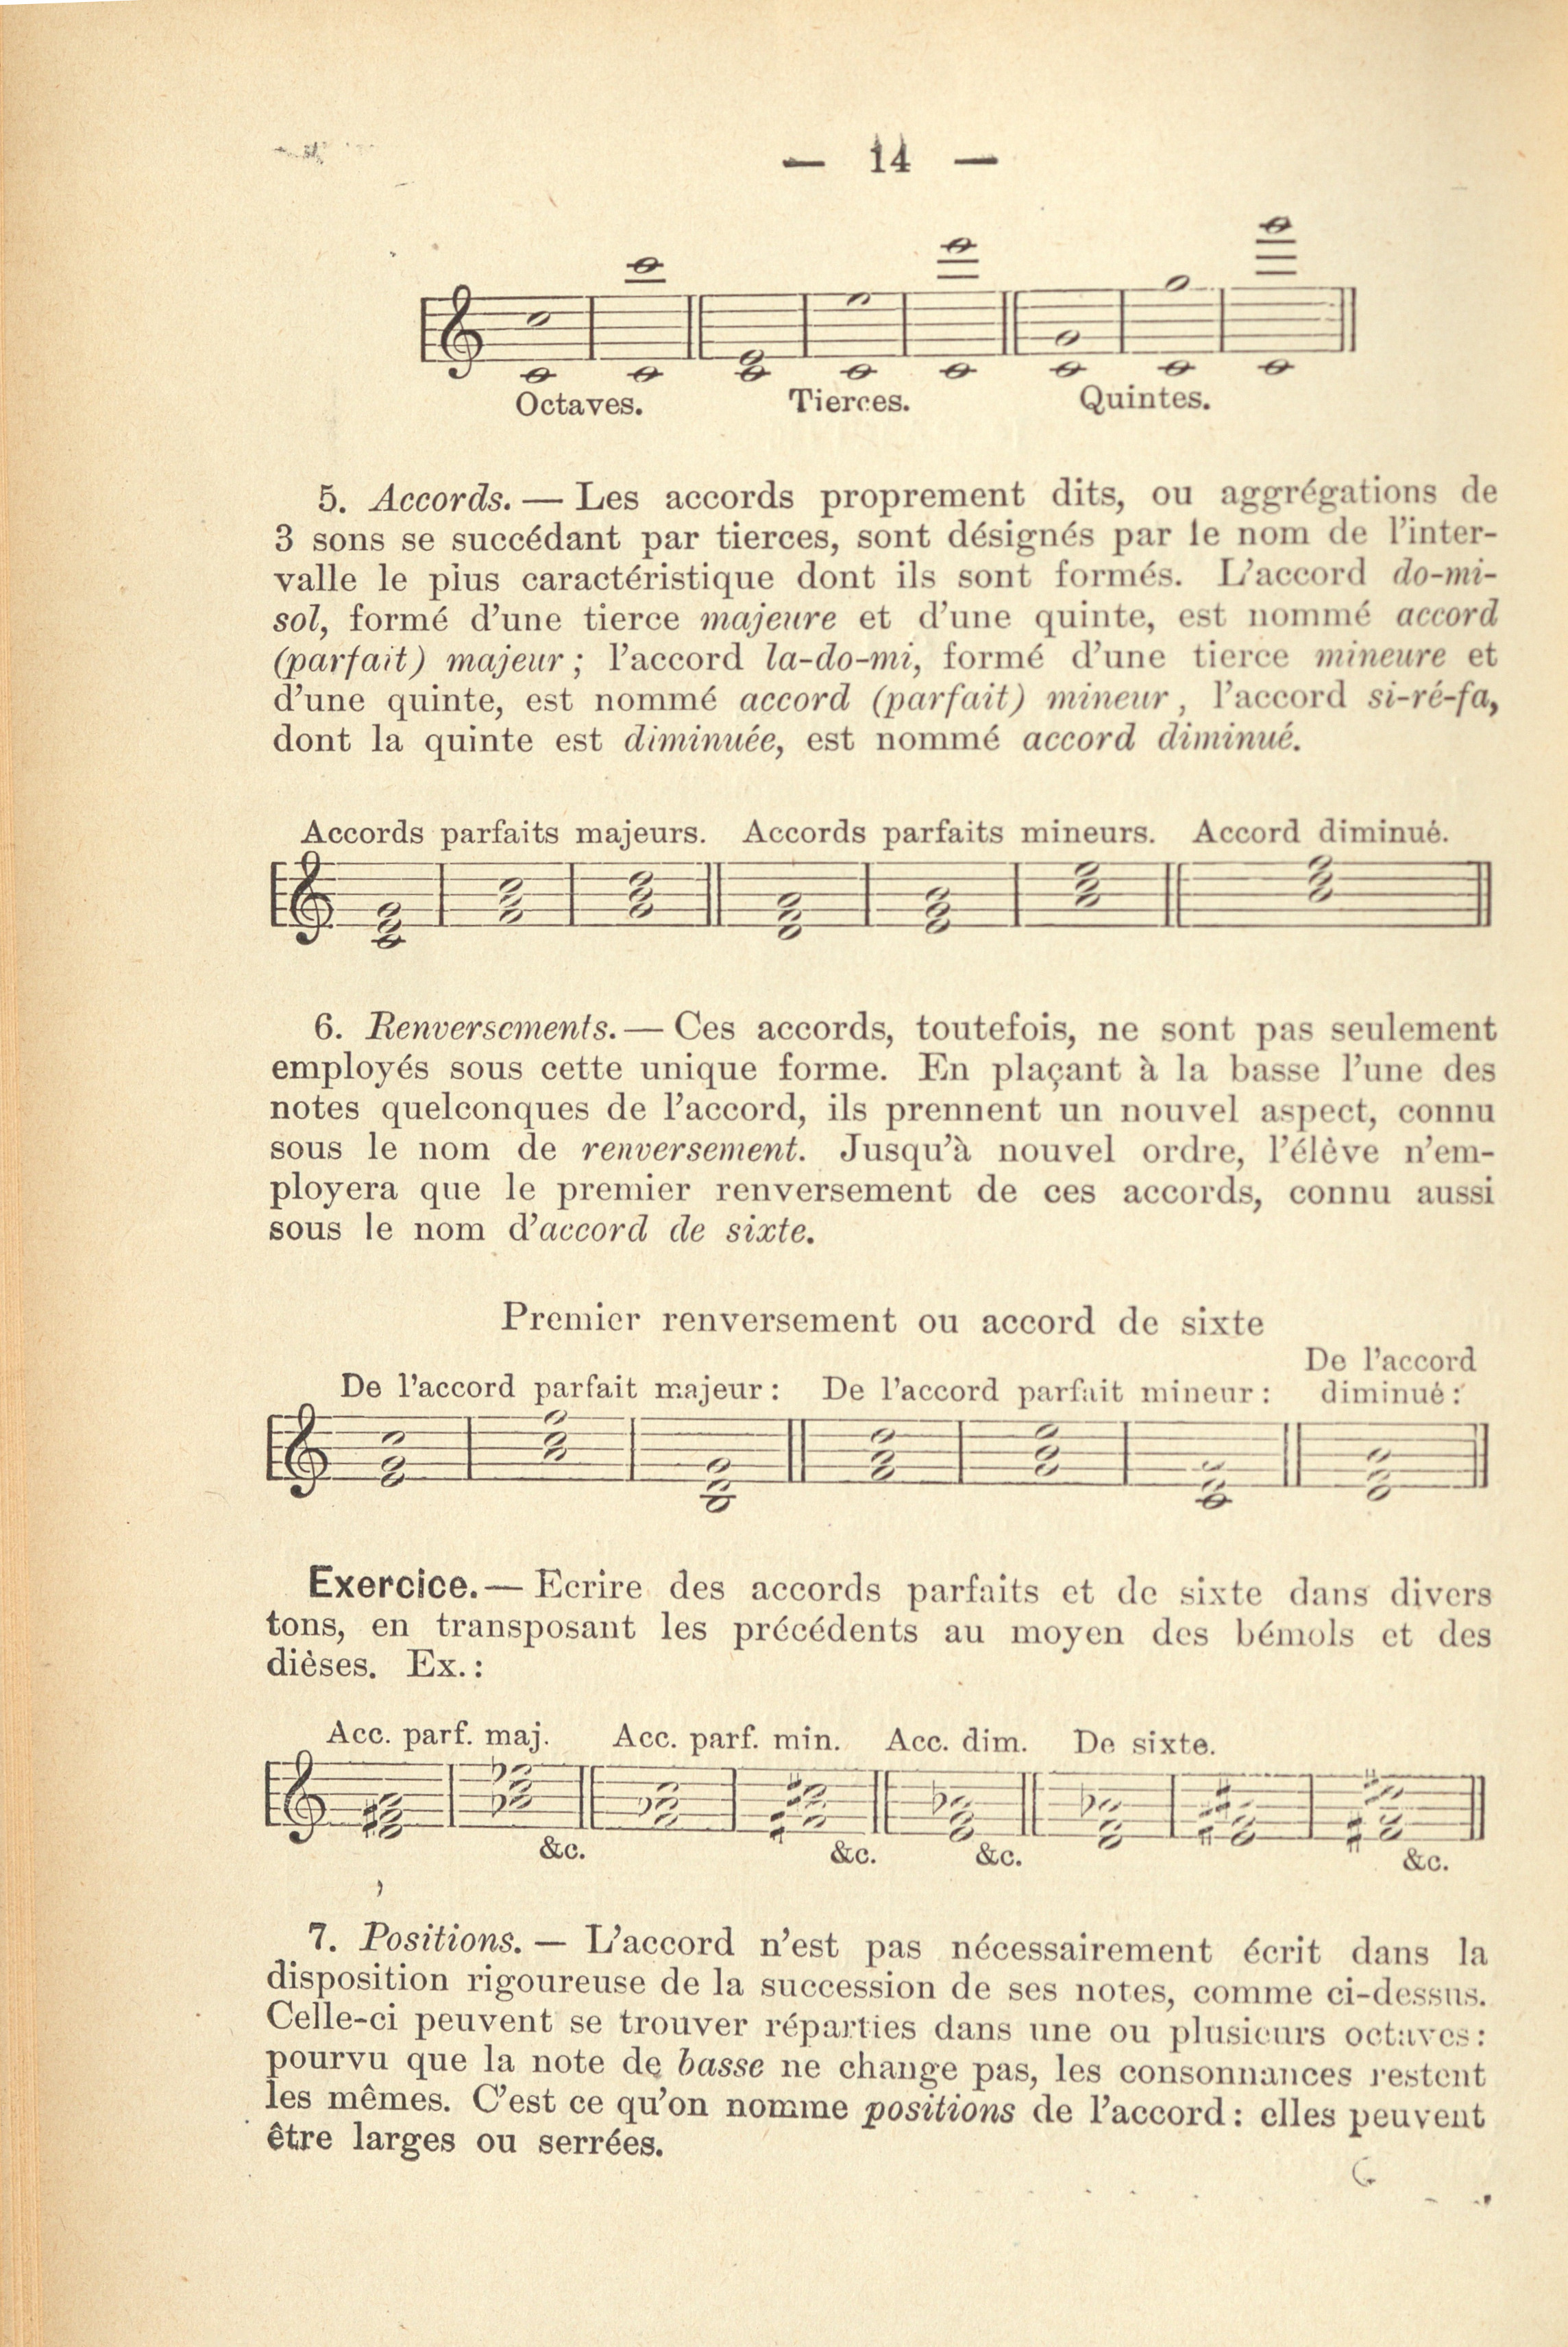 — 14 —
Octaves. Tierces. Quintes.
5. Accords. — Les accords proprement dits, ou aggrégations de
3 sons se succédant par tierces, sont désignés par le nom de l'inter-
valle le plus caractéristique dont ils sont formés. L'accord do-mi-
sol, formé d'une tierce majeure et d'une quinte, est nommé accord
(parfait) majeur ; l'accord la-do-mi, formé d'une tierce mineure et
d'une quinte, est nommé accord (parfait) mineur , l'accord si-ré-fa,
dont la quinte est diminuée, est nommé accord diminué.
Accords parfaits majeurs. Accords parfaits mineurs. Accord diminué.
6. Renversements. — Ces accords, toutefois, ne sont pas seulement
employés sous cette unique forme. En plaçant à la basse l'une des
notes quelconques de l'accord, ils prennent un nouvel aspect, connu
sous le nom de renversement. Jusqu'à nouvel ordre, l'élève n'em-
ployera que le premier renversement de ces accords, connu aussi
sous le nom d'accord de sixte.
Premier renversement ou accord de sixte
De l'accord parfait majeur : De l'accord parfait mineur : De l'accord
diminué :
Exercice. — Ecrire des accords parfaits et de sixte dans divers
tons, en transposant les précédents au moyen des bémols et des
dièses. Ex. :
Acc. parf. maj. Acc. parf. min. Acc. dim. De sixte.
&c. &c. &c. &c.
7. Positions. — L'accord n'est pas nécessairement écrit dans la
disposition rigoureuse de la succession de ses notes, comme ci-dessus.
Celle-ci peuvent se trouver réparties dans une ou plusieurs octaves :
pourvu que la note de basse ne change pas, les consonnances restent
les mêmes. C'est ce qu'on nomme positions de l'accord : elles peuvent
être larges ou serrées.